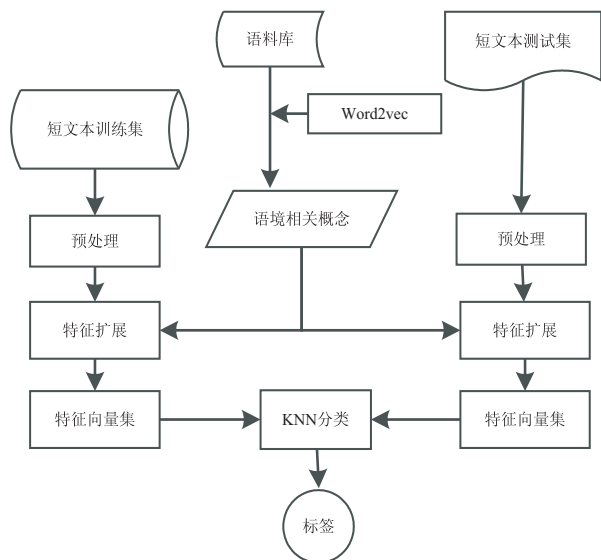 语料库
短文本测试集
Word2vec
短文本训练集
语境相关概念
预处理
预处理
特征扩展
特征扩展
特征向量集
KNN分类
特征向量集
标签